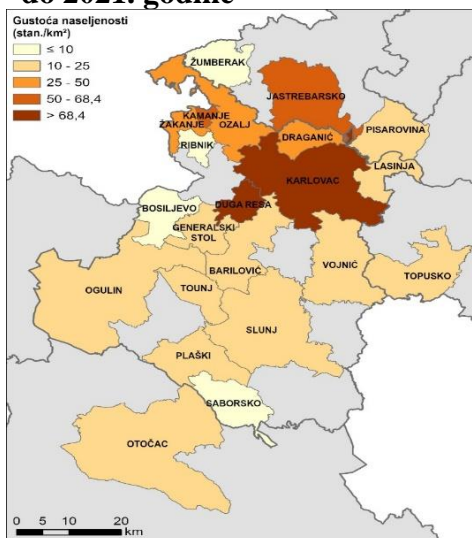 do 2021. godine
Gustoća naseljenosti
(stan./km²)
≤ 10
10 - 25
25 - 50
50 - 68,4
> 68,4
ŽUMBERAK
JASTREBARSKO
KAMANJE
ŽAKANJE
OZALJ
DRAGANIĆ
PISAROVINA
RIBNIK
LASINJA
KARLOVAC
DUGA RESA
BOSILJEVO
GENERALSKI
STOL
BARILOVIĆ
VOJNIĆ
TOPUSKO
OGULIN
TOUNJ
SLUNJ
PLAŠKI
SABORSKO
OTOČAC
0 5 10 20
km